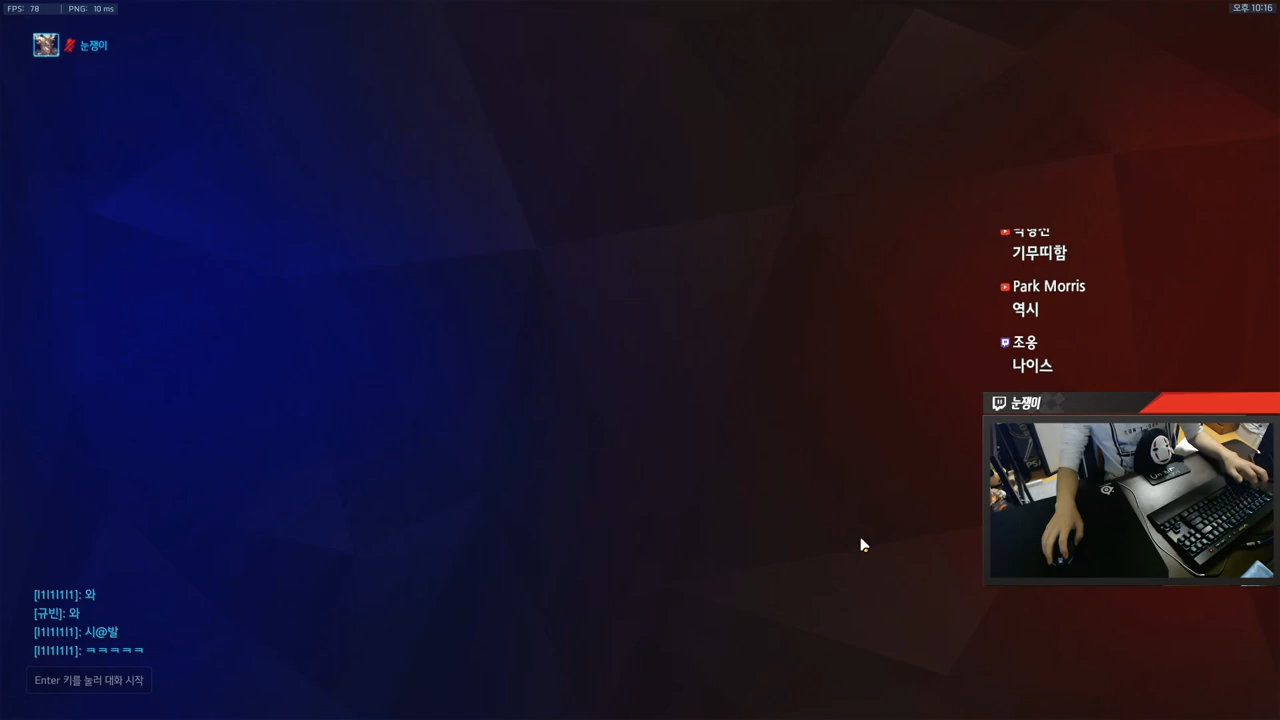 FPS: 78 | PNG: 10 ms
오후 10:16
눈쟁이
기무띠함
Park Morris
역시
조웅
나이스
눈쟁이
[l1l1l1l1]: 와
[규빈]: 와
[l1l1l1l1]: 시@발
[l1l1l1l1]: ㅋㅋㅋㅋㅋ
Enter 키를 눌러 대화 시작